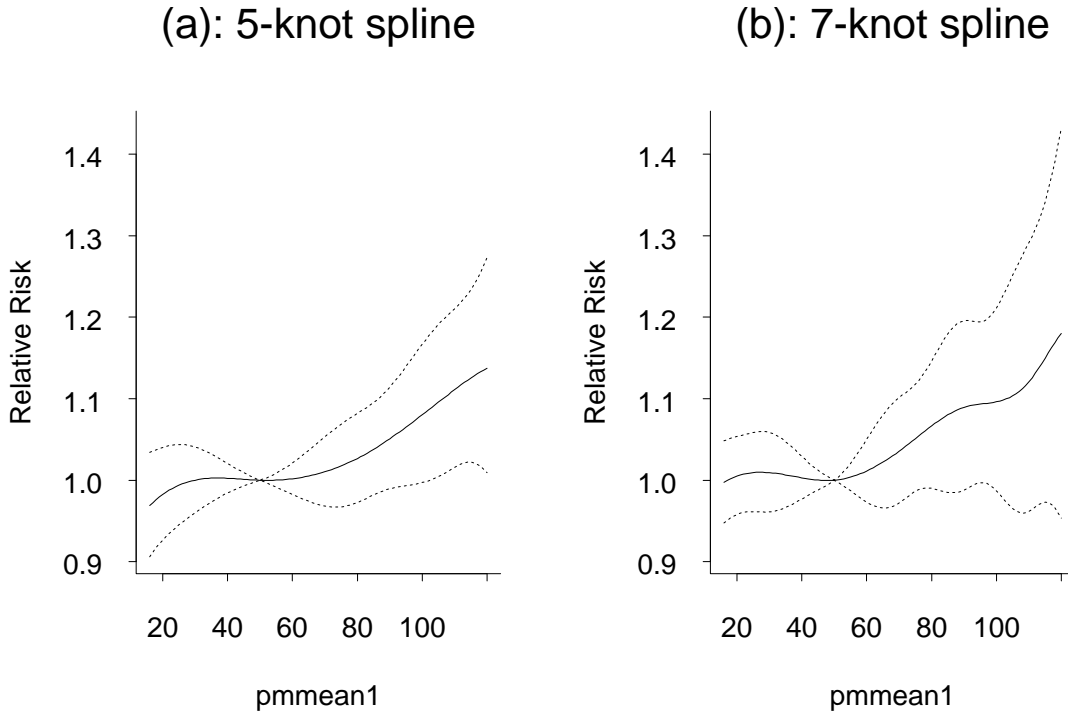 (a): 5-knot spline
Relative Risk
1.4
1.3
1.2
1.1
1.0
0.9
20 40 60 80 100
pmmean1
(b): 7-knot spline
Relative Risk
1.4
1.3
1.2
1.1
1.0
0.9
20 40 60 80 100
pmmean1